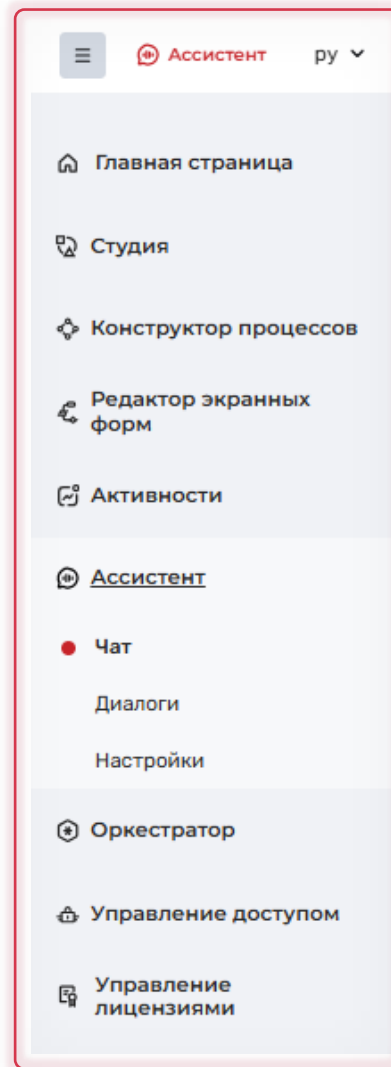 Ассистент ру
Главная страница
Студия
Конструктор процессов
Редактор экранных
форм
Активности
Ассистент
Чат
Диалоги
Настройки
Оркестратор
Управление доступом
Управление
лицензиями